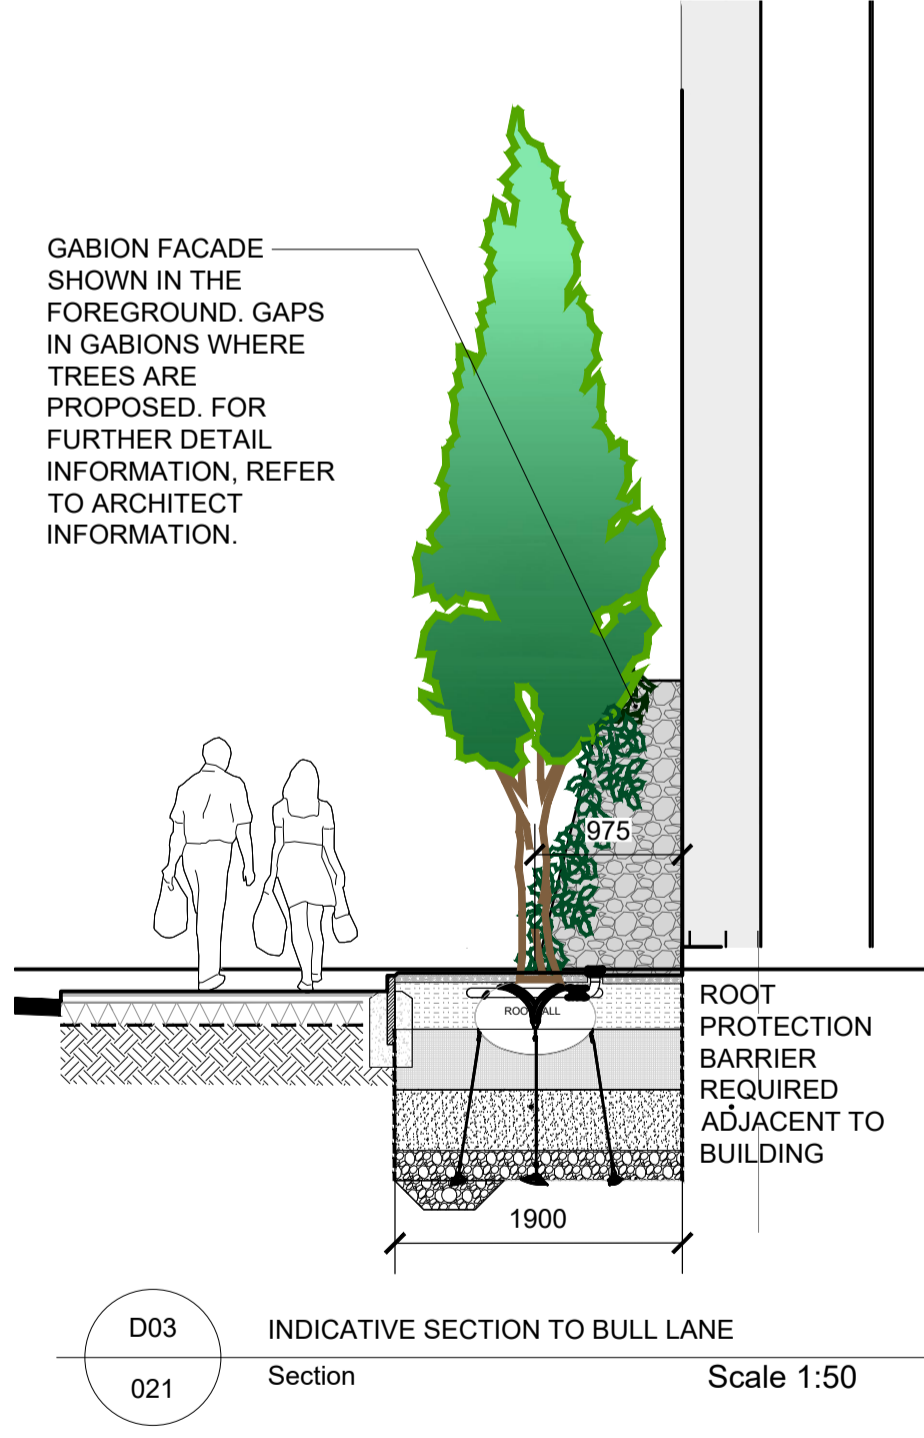 GABION FACADE
SHOWN IN THE
FOREGROUND. GAPS
IN GABIONS WHERE
TREES ARE
PROPOSED. FOR
FURTHER DETAIL
INFORMATION, REFER
TO ARCHITECT
INFORMATION.
975
ROOT
PROTECTION
BARRIER
REQUIRED
ADJACENT TO
BUILDING
1900
D03
021
INDICATIVE SECTION TO BULL LANE
Section
Scale 1:50